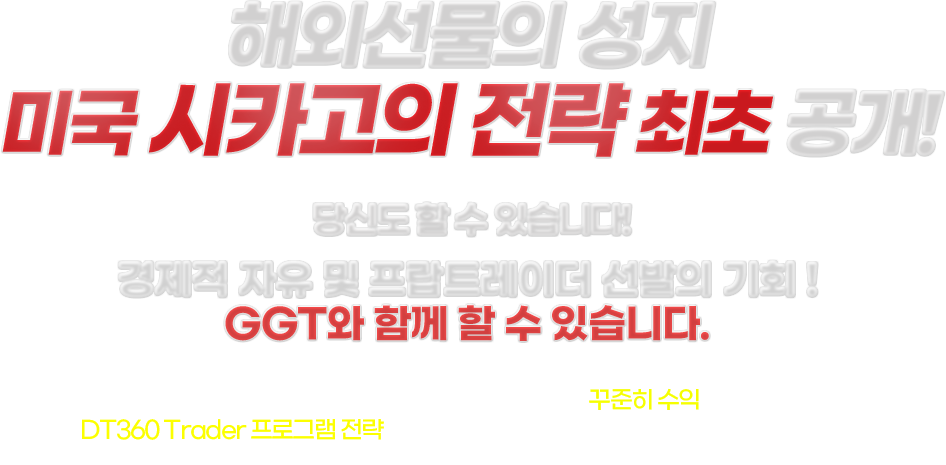 해외선물의 성지
미국 시카고의 전략 최초 공개!
당신도 할 수 있습니다!
경제적 자유 및 프랍트레이더 선발의 기회 !
GGT와 함께 할 수 있습니다.
꾸준히 수익
DT360 Trader 프로그램 전략